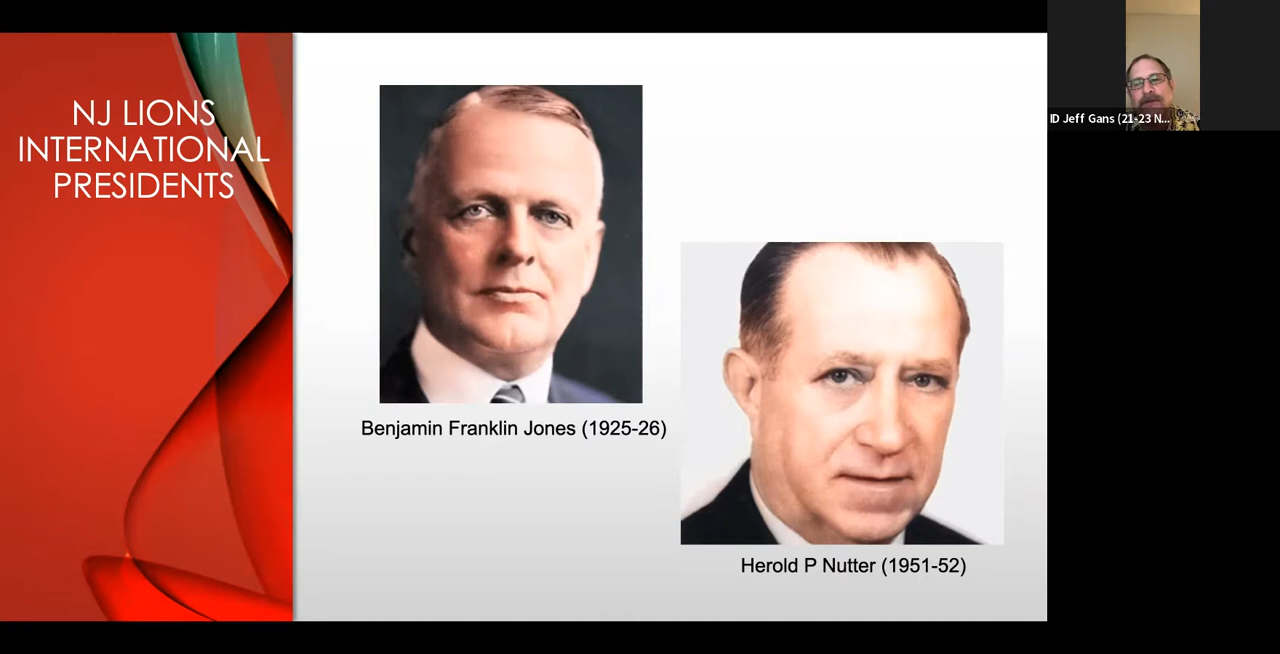 NJ LIONS
INTERNATIONAL
PRESIDENTS
Benjamin Franklin Jones (1925-26)
Herold P Nutter (1951-52)
ID Jeff Gans (21-23 N...